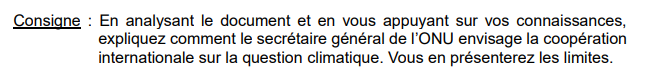 Consigne : En analysant le document et en vous appuyant sur vos connaissances,
expliquez comment le secrétaire général de l'ONU envisage la coopération
internationale sur la question climatique. Vous en présenterez les limites.